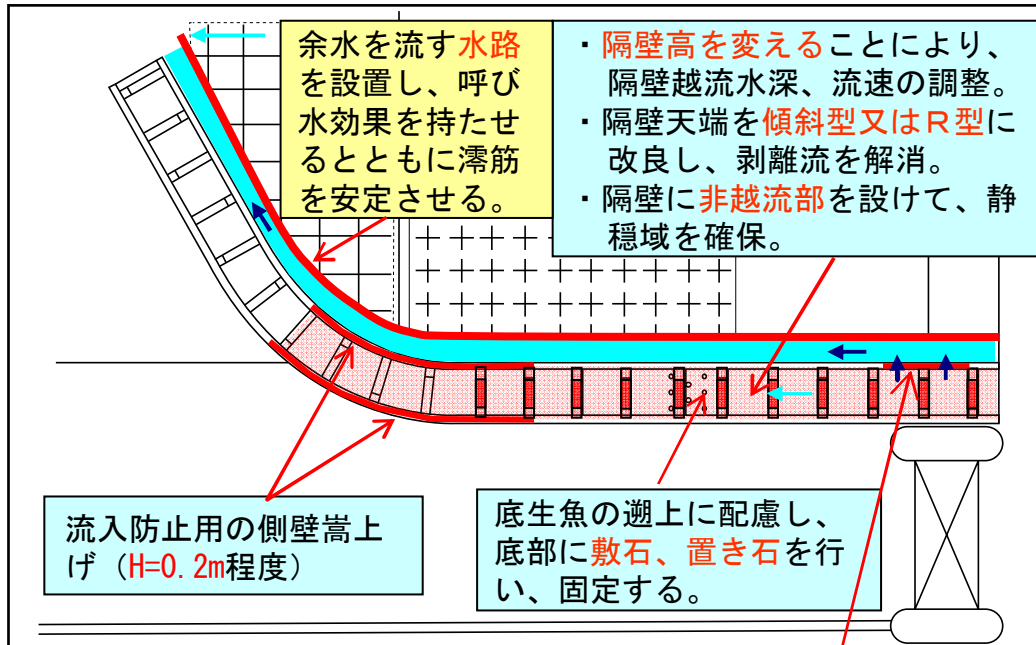 余水を流す水路
を設置し、呼び
水効果を持たせ
るとともに澪筋
を安定させる。
・隔壁高を変えることにより、
隔壁越流水深、流速の調整。
・隔壁天端を傾斜型又はR型に
改良し、剥離流を解消。
・隔壁に非越流部を設けて、静
穏域を確保。
流入防止用の側壁嵩上
げ（H=0.2m程度）
底生魚の遡上に配慮し、
底部に敷石、置き石を行
い、固定する。